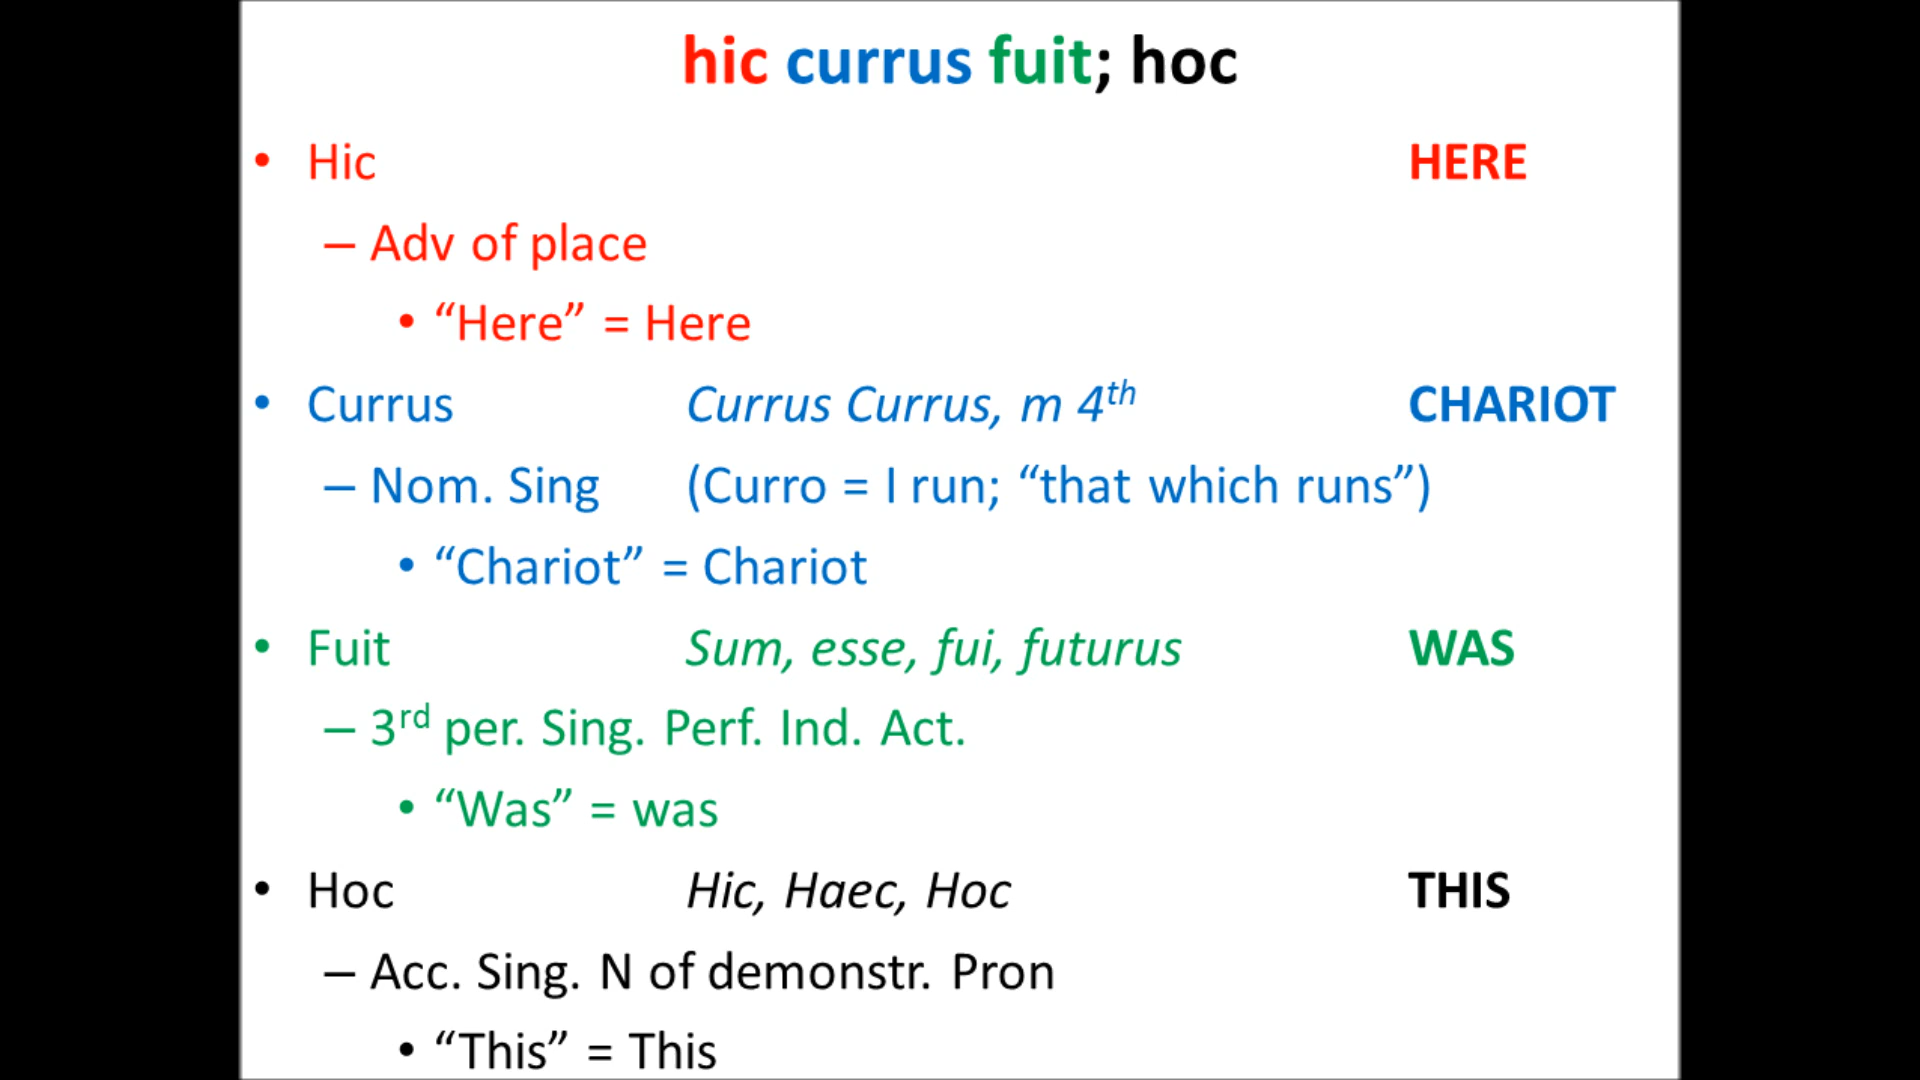 hic currus fuit; hoc
• Hic HERE
– Adv of place
• “Here” = Here
• Currus Currus Currus, m 4th CHARIOT
– Nom. Sing (Curro = I run; “that which runs”)
• “Chariot” = Chariot
• Fuit Sum, esse, fui, futurus WAS
– 3rd per. Sing. Perf. Ind. Act.
• “Was” = was
• Hoc Hic, Haec, Hoc THIS
– Acc. Sing. N of demonstr. Pron
• “This” = This